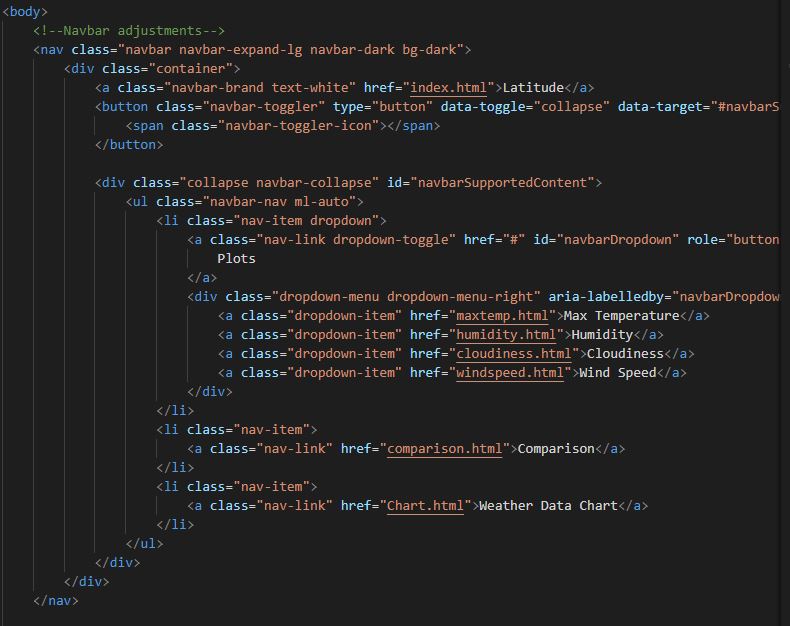 <body>
    <!--Navbar adjustments-->
    <nav class="navbar navbar-expand-lg navbar-dark bg-dark">
        <div class="container">
            <a class="navbar-brand text-white" href="index.html">Latitude</a>
            <button class="navbar-toggler" type="button" data-toggle="collapse" data-target="#navbarS
                <span class="navbar-toggler-icon"></span>
            </button>

            <div class="collapse navbar-collapse" id="navbarSupportedContent">
                <ul class="navbar-nav ml-auto">
                    <li class="nav-item dropdown">
                        <a class="nav-link dropdown-toggle" href="#" id="navbarDropdown" role="button
                            Plots
                        </a>
                        <div class="dropdown-menu dropdown-menu-right" aria-labelledby="navbarDropdow
                            <a class="dropdown-item" href="maxtemp.html">Max Temperature</a>
                            <a class="dropdown-item" href="humidity.html">Humidity</a>
                            <a class="dropdown-item" href="cloudiness.html">Cloudiness</a>
                            <a class="dropdown-item" href="windspeed.html">Wind Speed</a>
                        </div>
                    </li>
                    <li class="nav-item">
                        <a class="nav-link" href="comparison.html">Comparison</a>
                    </li>
                    <li class="nav-item">
                        <a class="nav-link" href="Chart.html">Weather Data Chart</a>
                    </li>
                </ul>
            </div>
        </div>
    </nav>